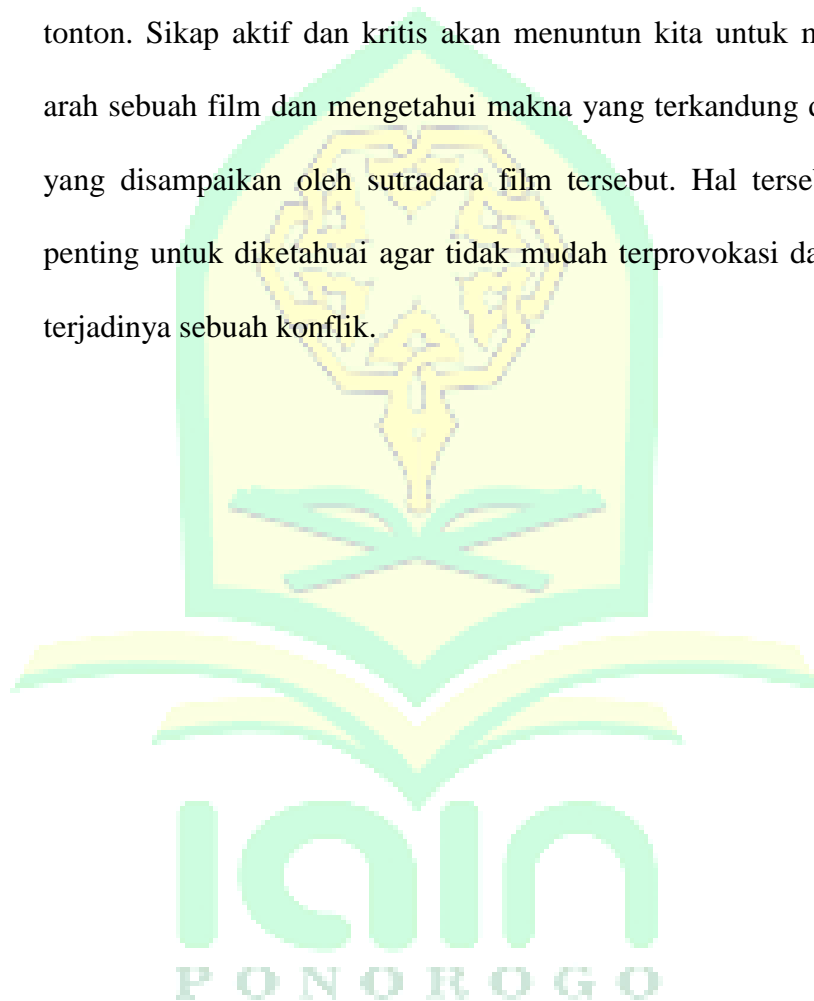 tonton. Sikap aktif dan kritis akan menuntun kita untuk
arah sebuah film dan mengetahui makna yang terkandung
yang disampaikan oleh sutradara film tersebut. Hal
penting untuk diketahuai agar tidak mudah terprovokasi
terjadinya sebuah konflik.
iain
PONOROGO